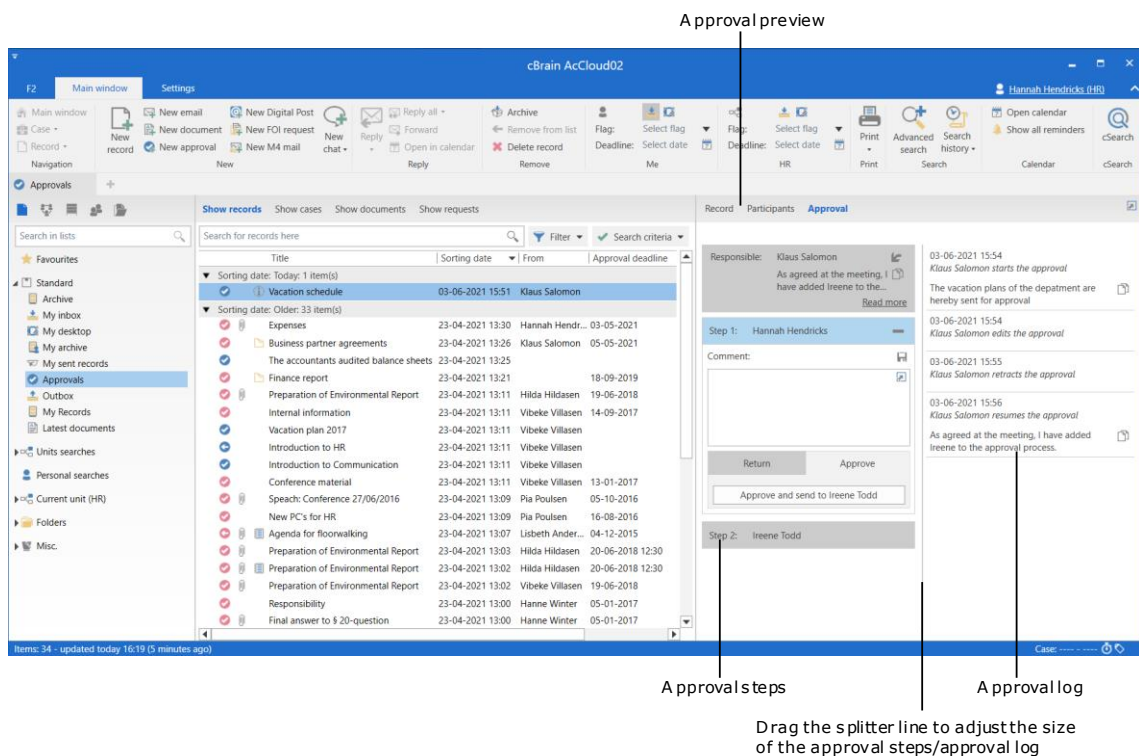 Approval preview
cBrain AcCloud02
F2 Main window Settings Hannah Hendricks (HR)
Main window
Case
Record
Navigation
New record
New email
New document
New approval
New Digital Post
New FOI request
New M4 mail
New chat
New
Reply
Reply all
Forward
Open in calendar
Reply
Archive
Remove from list
Delete record
Remove
Flag: Select flag
Deadline: Select date
Me
Flag: Select flag
Deadline: Select date
HR
Print
Print
Advanced search
Search history
Search
Open calendar
Show all reminders
Calendar
cSearch
cSearch
Approvals
Search in lists
Favourites
Standard
Archive
My inbox
My desktop
My archive
My sent records
Approvals
Outbox
My Records
Latest documents
Units searches
Personal searches
Current unit (HR)
Folders
Misc.
Show records Show cases Show documents Show requests
Search for records here Filter Search criteria
Title Sorting date From Approval deadline
Sorting date: Today: 1 item(s)
Vacation schedule 03-06-2021 15:51 Klaus Salomon
Sorting date: Older: 33 item(s)
Expenses 23-04-2021 13:30 Hannah Hendr... 03-05-2021
Business partner agreements 23-04-2021 13:26 Klaus Salomon 05-05-2021
The accountants audited balance sheets 23-04-2021 13:25
Finance report 23-04-2021 13:21 18-09-2019
Preparation of Environmental Report 23-04-2021 13:11 Hilda Hildasen 19-06-2018
Internal information 23-04-2021 13:11 Vibeke Villasen 14-09-2017
Vacation plan 2017 23-04-2021 13:11 Vibeke Villasen
Introduction to HR 23-04-2021 13:11 Vibeke Villasen
Introduction to Communication 23-04-2021 13:11 Vibeke Villasen
Conference material 23-04-2021 13:11 Vibeke Villasen 13-01-2017
Speach: Conference 27/06/2016 23-04-2021 13:09 Pia Poulsen 05-10-2016
New PC's for HR 23-04-2021 13:09 Pia Poulsen 16-08-2016
Agenda for floorwalking 23-04-2021 13:07 Lisbeth Ander... 04-12-2015
Preparation of Environmental Report 23-04-2021 13:03 Hilda Hildasen 20-06-2018 12:30
Preparation of Environmental Report 23-04-2021 13:02 Hilda Hildasen 20-06-2018 12:30
Preparation of Environmental Report 23-04-2021 13:02 Vibeke Villasen 19-06-2018
Responsibility 23-04-2021 13:00 Hanne Winter 05-01-2017
Final answer to § 20-question 23-04-2021 13:00 Hanne Winter 05-01-2017
Record Participants Approval
Responsible: Klaus Salomon
As agreed at the meeting, I
have added Ireene to the...
Read more
Step 1: Hannah Hendricks
Comment:
Return Approve
Approve and send to Ireene Todd
Step 2: Ireene Todd
03-06-2021 15:54
Klaus Salomon starts the approval
The vacation plans of the depatment are
hereby sent for approval
03-06-2021 15:54
Klaus Salomon edits the approval
03-06-2021 15:55
Klaus Salomon retracts the approval
03-06-2021 15:56
Klaus Salomon resumes the approval
As agreed at the meeting, I have added
Ireene to the approval process.
Items: 34 - updated today 16:19 (5 minutes ago) Case: ---- - ----
Approval steps Approval log
Drag the splitter line to adjust the size
of the approval steps/approval log